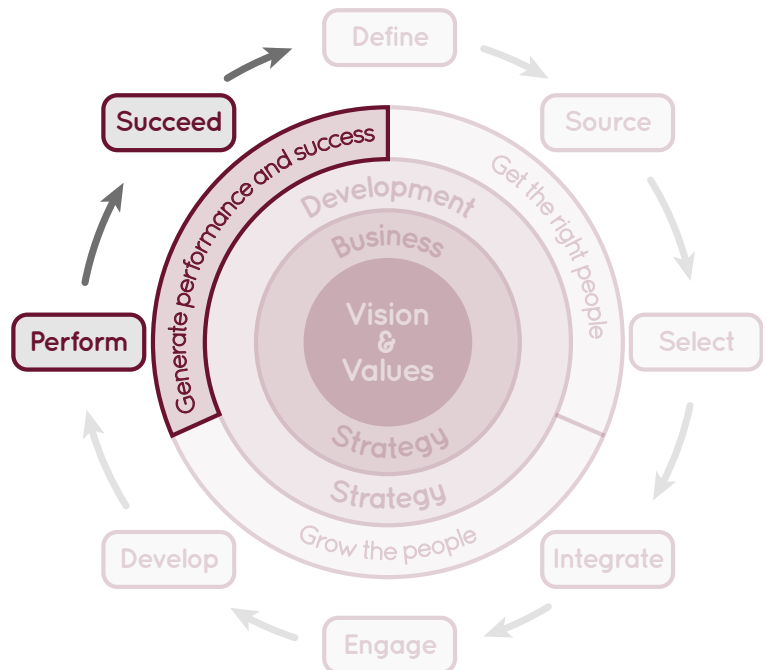 Define
Succeed
Source
Generate performance and success
Get the right people
Development
Business
Vision
&
Values
Perform
Select
Strategy
Strategy
Grow the people
Develop
Integrate
Engage